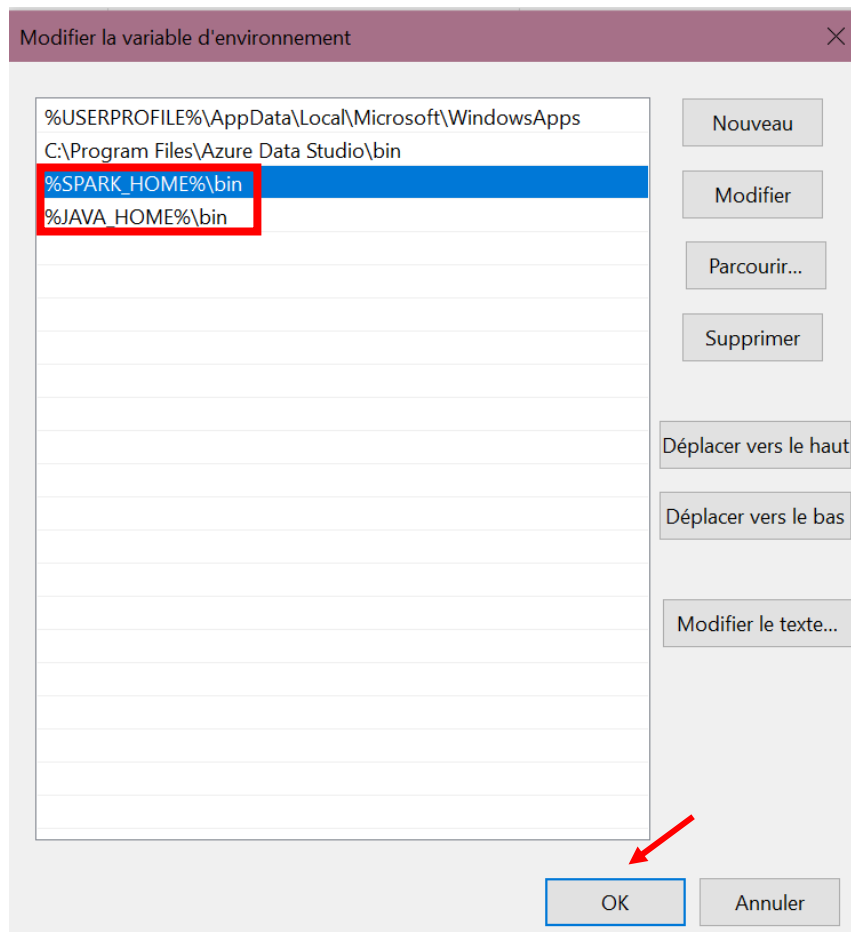 Modifier la variable d'environnement
%USERPROFILE%\AppData\Local\Microsoft\WindowsApps
C:\Program Files\Azure Data Studio\bin
%SPARK_HOME%\bin
%JAVA_HOME%\bin
Nouveau
Modifier
Parcourir...
Supprimer
Déplacer vers le haut
Déplacer vers le bas
Modifier le texte...
OK
Annuler